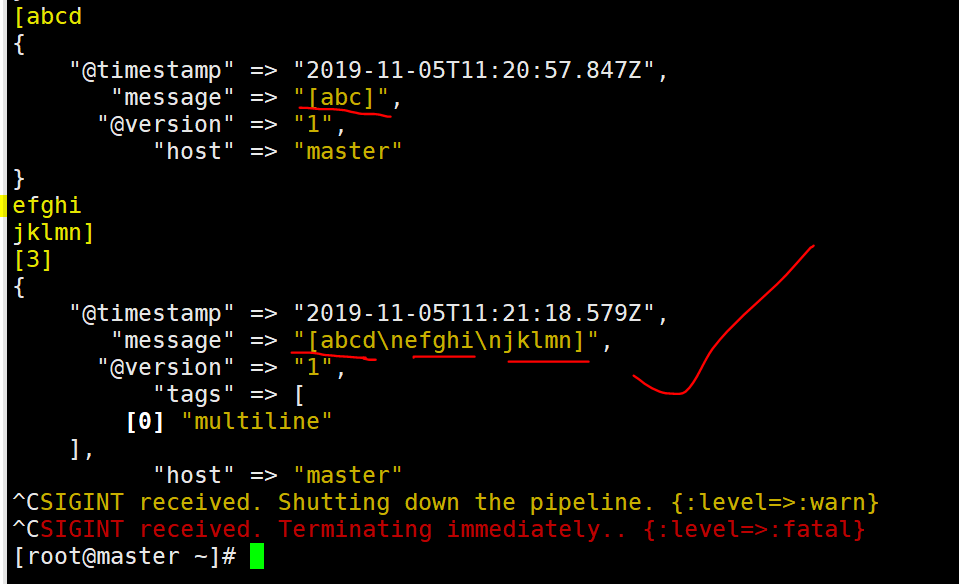 [abcd
{
    "@timestamp" => "2019-11-05T11:20:57.847Z",
       "message" => "[abc]",
      "@version" => "1",
          "host" => "master"
}
efghi
jklmn]
[3]
{
    "@timestamp" => "2019-11-05T11:21:18.579Z",
       "message" => "[abcd\nefghi\njklmn]",
      "@version" => "1",
          "tags" => [
        [0] "multiline"
    ],
          "host" => "master"
^CSIGINT received. Shutting down the pipeline. {:level=>:warn}
^CSIGINT received. Terminating immediately.. {:level=>:fatal}
[root@master ~]#